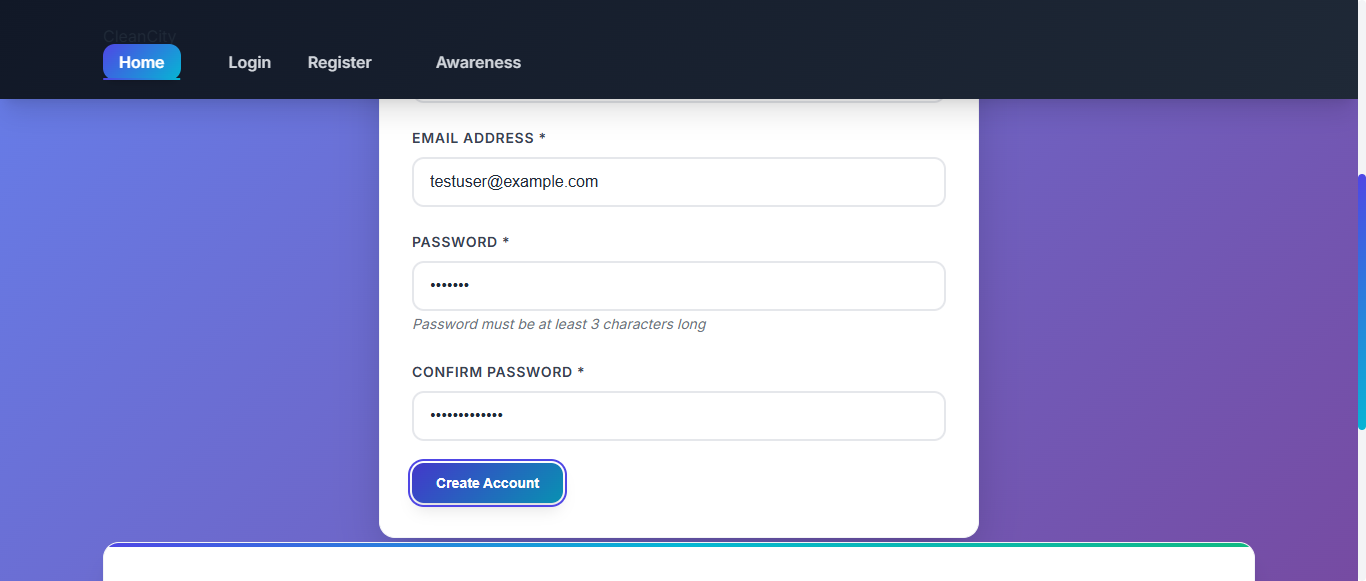 CleanCity
Home Login Register Awareness
EMAIL ADDRESS *
testuser@example.com
PASSWORD *
•••••••
Password must be at least 3 characters long
CONFIRM PASSWORD *
•••••••••••••
Create Account